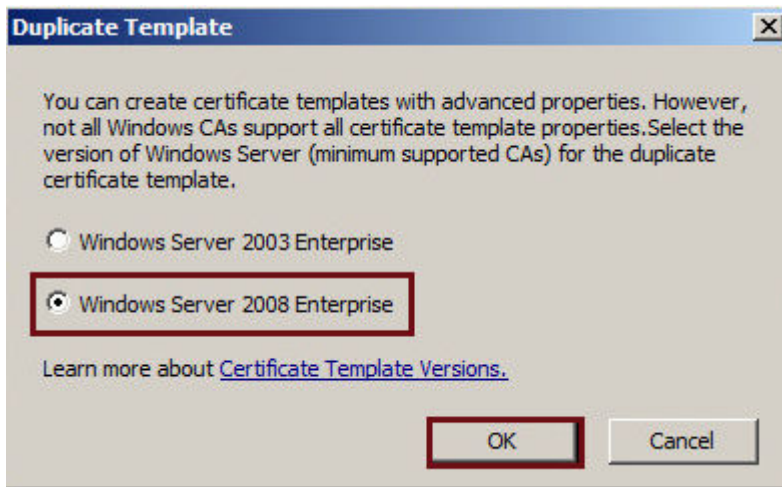 Duplicate Template
You can create certificate templates with advanced properties. However,
not all Windows CAs support all certificate template properties.Select the
version of Windows Server (minimum supported CAs) for the duplicate
certificate template.
Windows Server 2003 Enterprise
Windows Server 2008 Enterprise
Learn more about Certificate Template Versions.
OK
Cancel